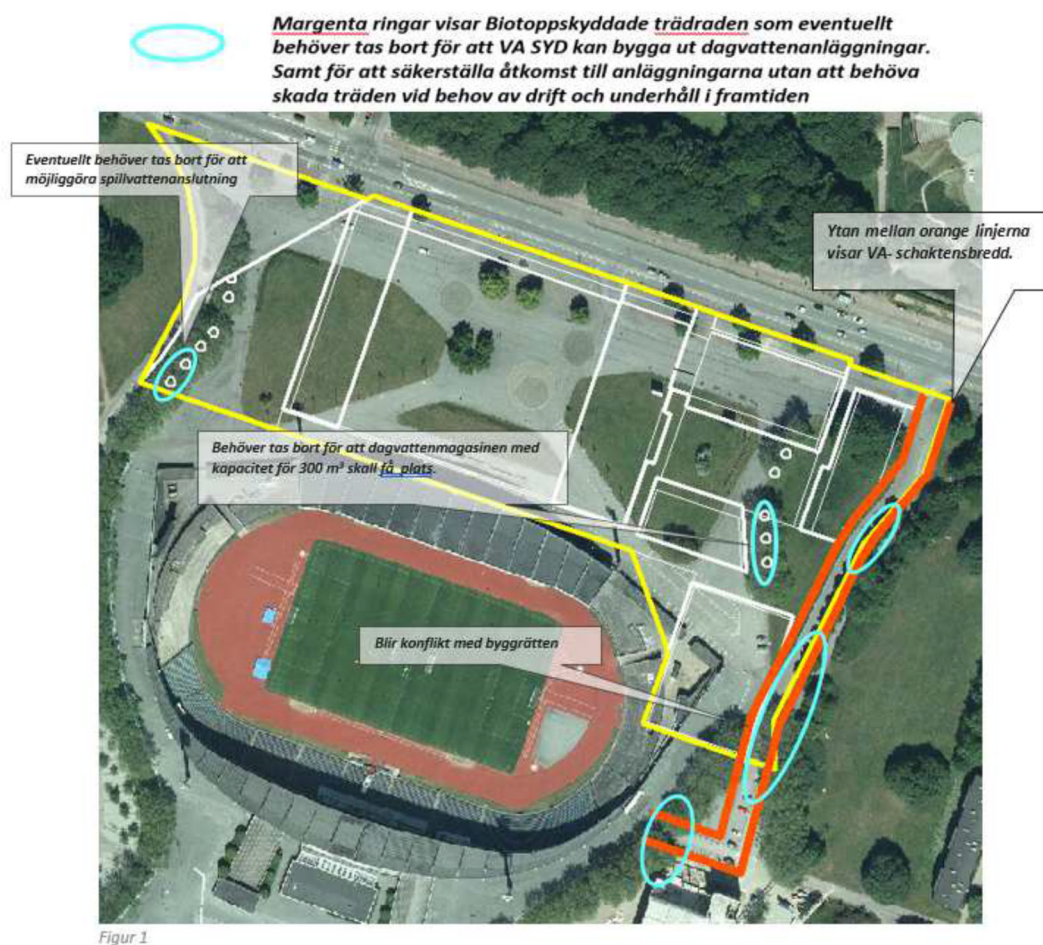 Margenta ringar visar Biotoppskyddade trädraden som eventuellt
behöver tas bort för att VA SYD kan bygga ut dagvattenanläggningar.
Samt för att säkerställa åtkomst till anläggningarna utan att behöva
skada träden vid behov av drift och underhåll i framtiden
Eventuellt behöver tas bort för att
möjliggöra spillvattenanslutning
Ytan mellan orange linjerna
visar VA- schaktensbredd.
Behöver tas bort för att dagvattenmagasinen med
kapacitet för 300 m³ skall få plats.
Blir konflikt med byggrätten
Figur 1